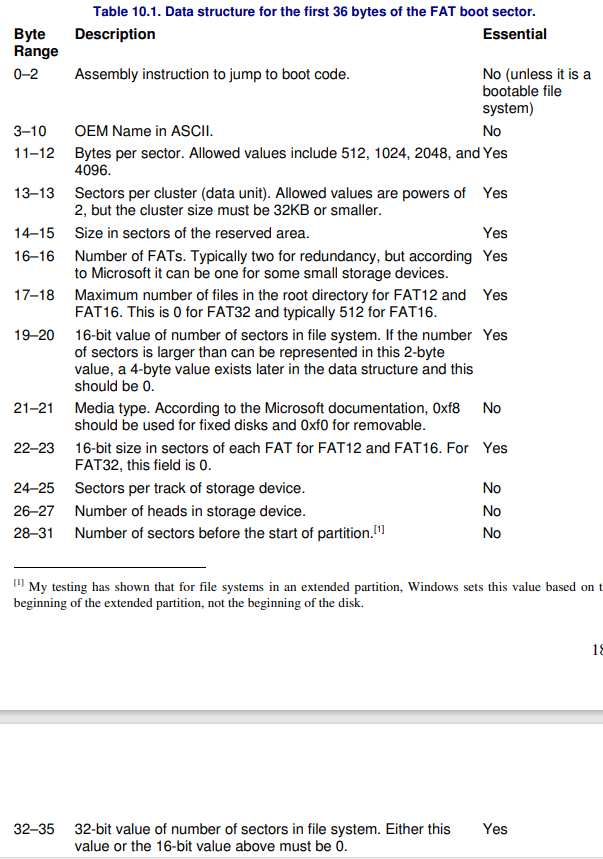 Table 10.1. Data structure for the first 36 bytes of the FAT boot sector.
Byte Range Description Essential
0–2 Assembly instruction to jump to boot code. No (unless it is a bootable file system)
3–10 OEM Name in ASCII. No
11–12 Bytes per sector. Allowed values include 512, 1024, 2048, and Yes
4096.
13–13 Sectors per cluster (data unit). Allowed values are powers of Yes
2, but the cluster size must be 32KB or smaller.
14–15 Size in sectors of the reserved area. Yes
16–16 Number of FATs. Typically two for redundancy, but according Yes
to Microsoft it can be one for some small storage devices.
17–18 Maximum number of files in the root directory for FAT12 and Yes
FAT16. This is 0 for FAT32 and typically 512 for FAT16.
19–20 16-bit value of number of sectors in file system. If the number Yes
of sectors is larger than can be represented in this 2-byte
value, a 4-byte value exists later in the data structure and this
should be 0.
21–21 Media type. According to the Microsoft documentation, 0xf8 No
should be used for fixed disks and 0xf0 for removable.
22–23 16-bit size in sectors of each FAT for FAT12 and FAT16. For Yes
FAT32, this field is 0.
24–25 Sectors per track of storage device. No
26–27 Number of heads in storage device. No
28–31 Number of sectors before the start of partition.[1] No
[1] My testing has shown that for file systems in an extended partition, Windows sets this value based on
beginning of the extended partition, not the beginning of the disk.
32–35 32-bit value of number of sectors in file system. Either this Yes
value or the 16-bit value above must be 0.